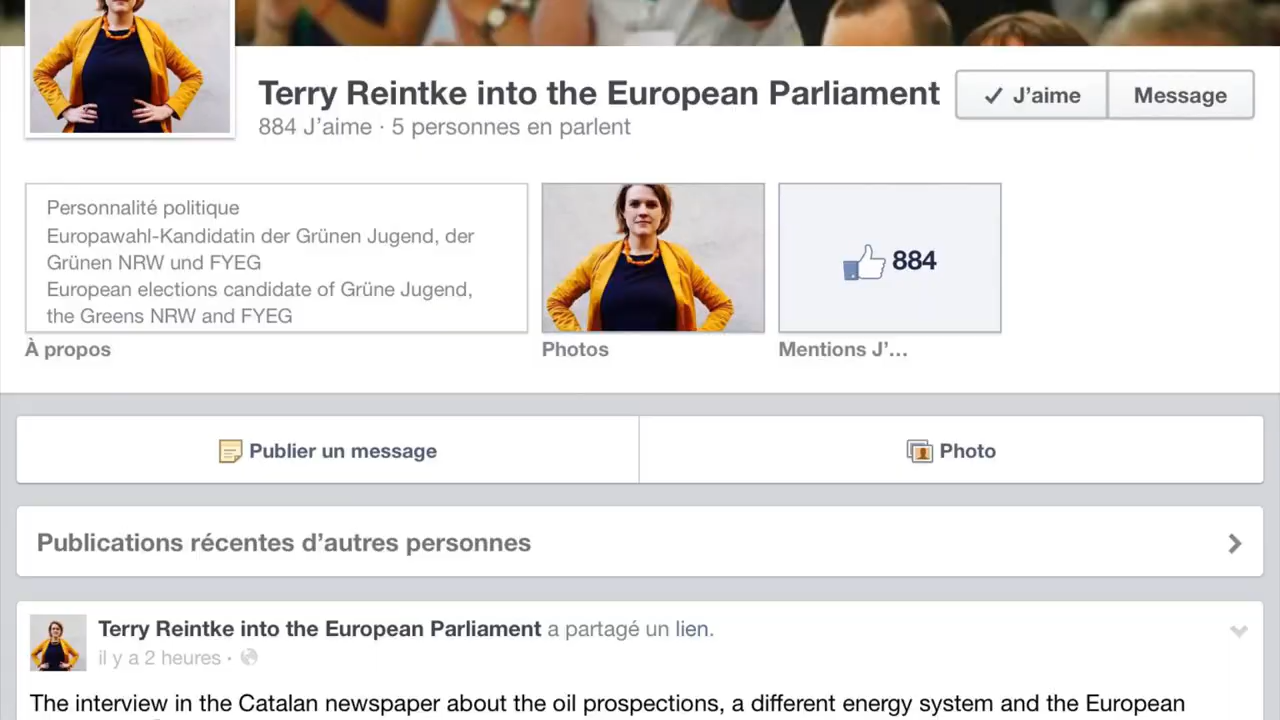 Terry Reintke into the European Parliament
884 J’aime · 5 personnes en parlent
✓ J’aime
Message
Personnalité politique
Europawahl-Kandidatin der Grünen Jugend, der
Grünen NRW und FYEG
European elections candidate of Grüne Jugend,
the Greens NRW and FYEG
884
À propos
Photos
Mentions J’...
Publier un message
Photo
Publications récentes d’autres personnes
Terry Reintke into the European Parliament a partagé un lien.
il y a 2 heures ·
The interview in the Catalan newspaper about the oil prospections, a different energy system and the European